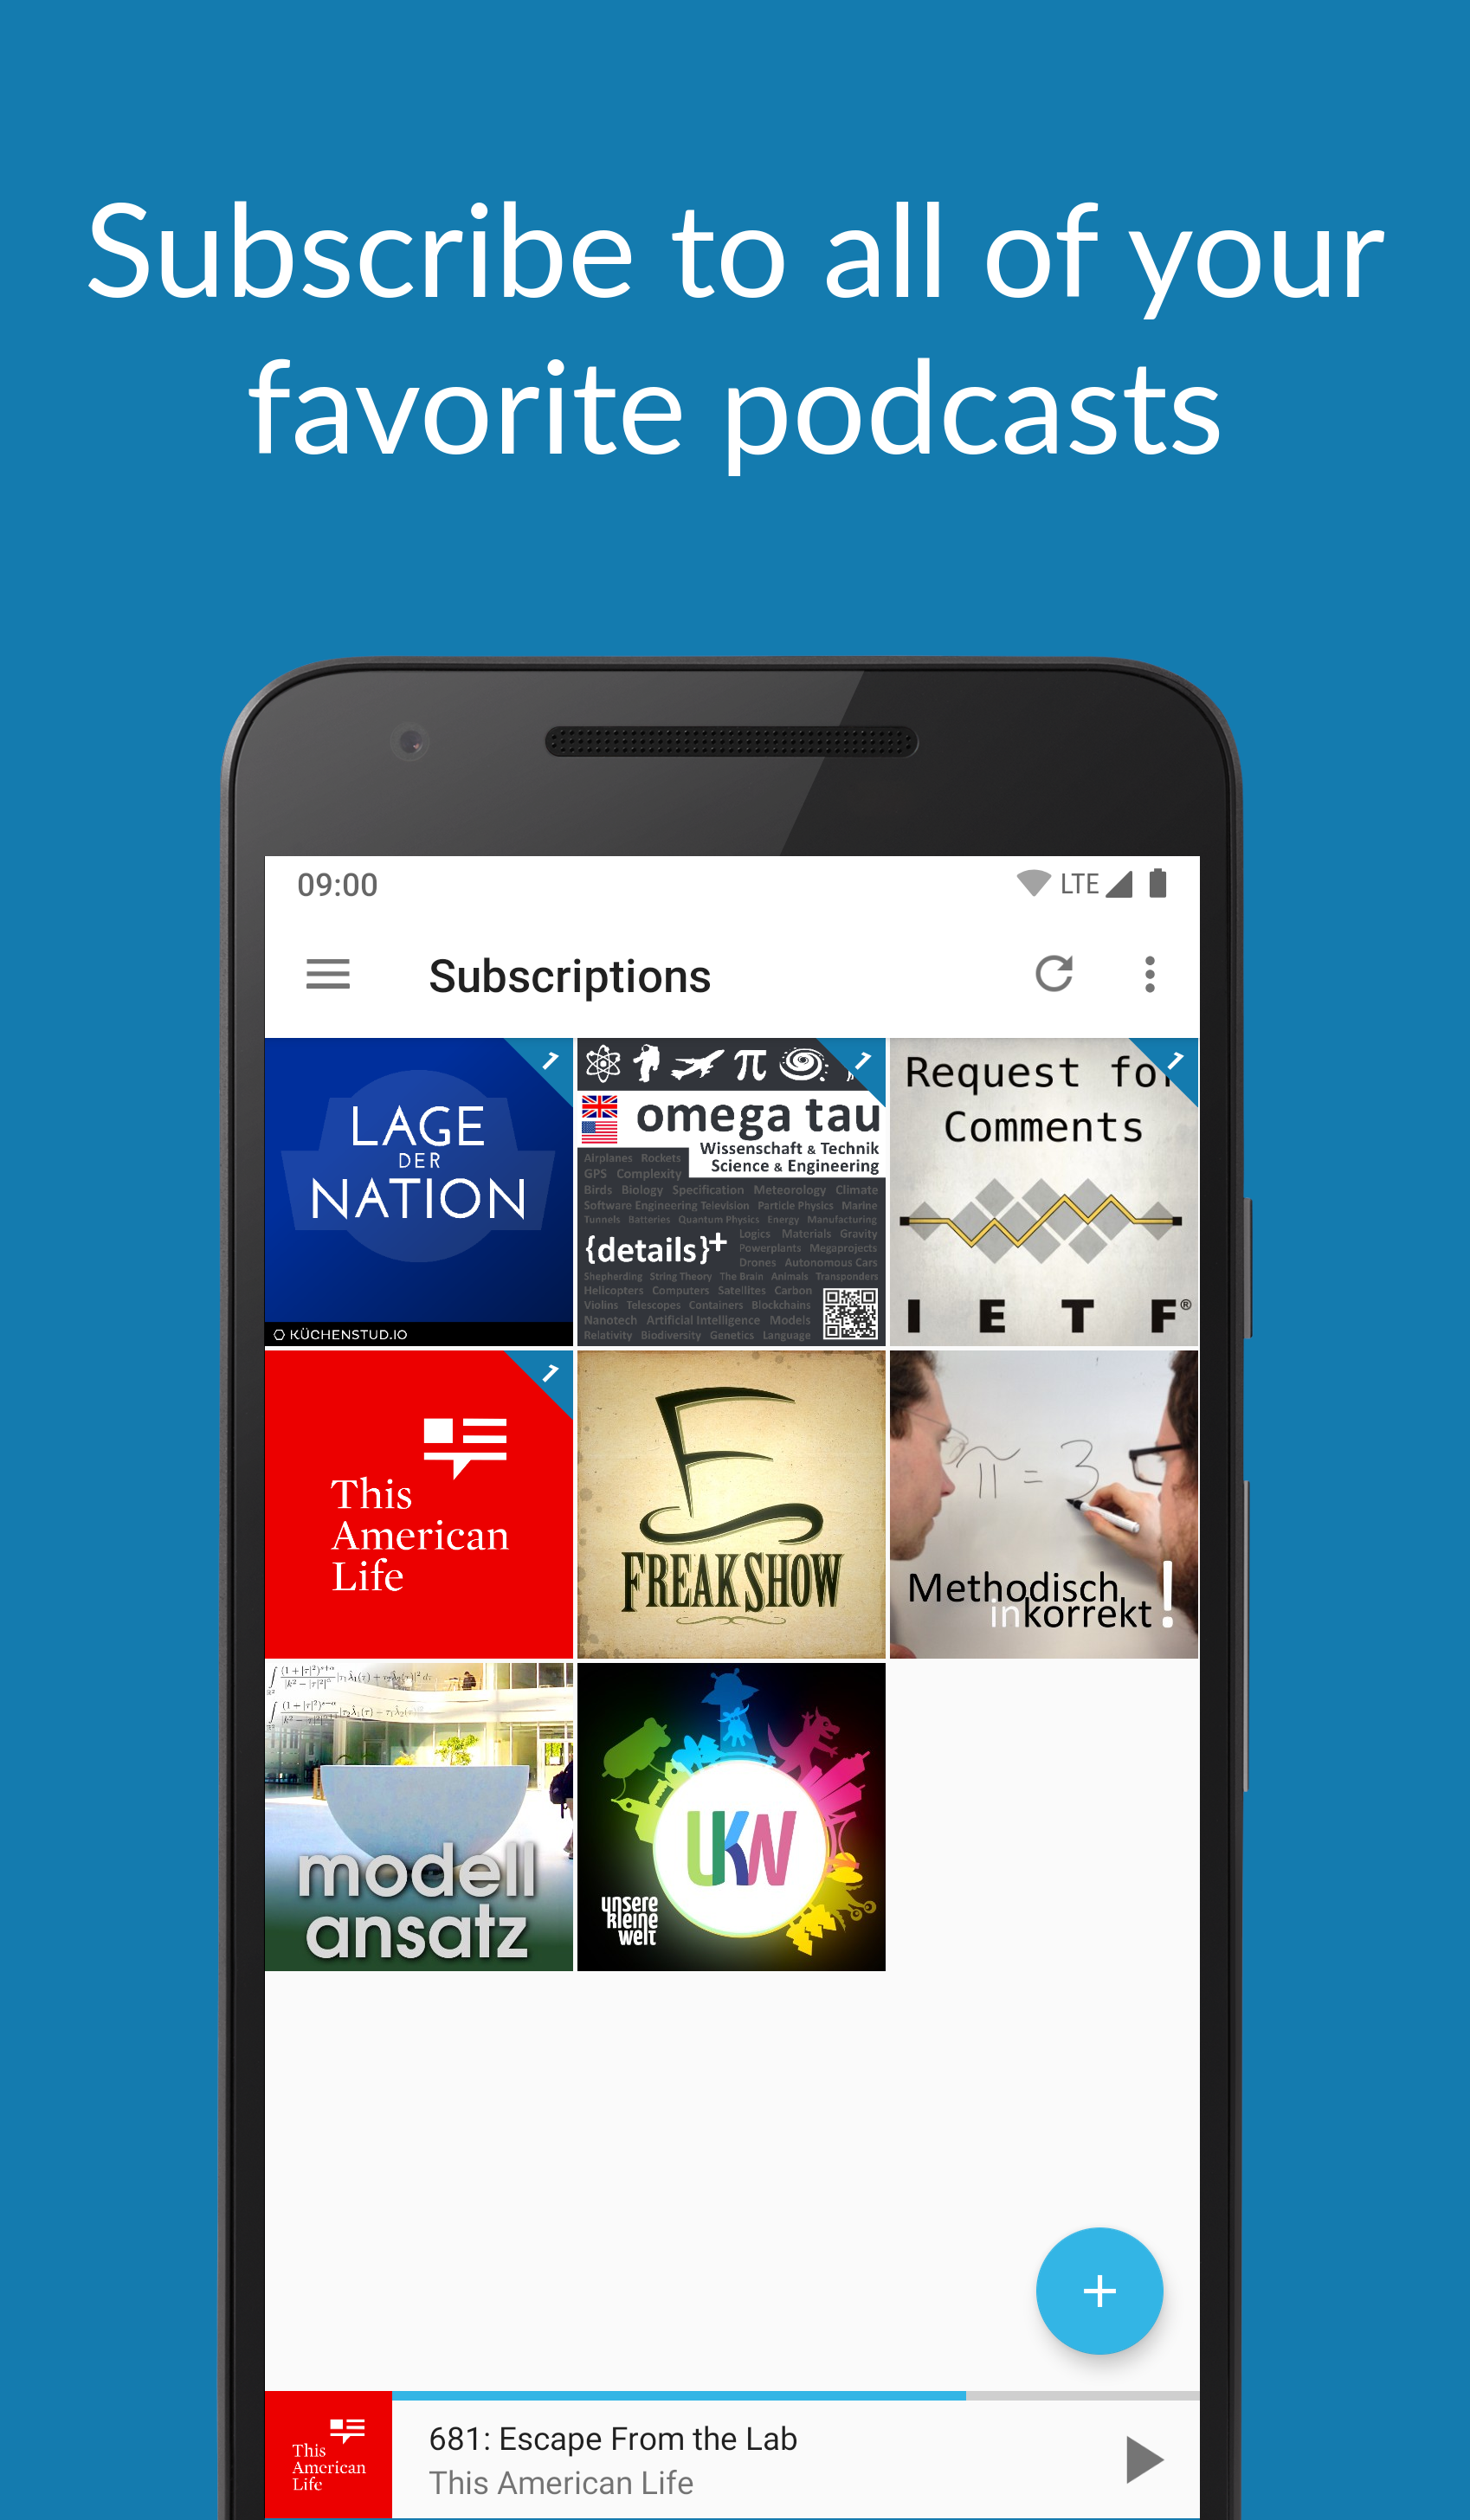 Subscribe to all of your
favorite podcasts
09:00
LTE
Subscriptions
LAGE
DER
NATION
KÜCHENSTUD.IO
1
π
1
omega tau
Wissenschaft & Technik
Science & Engineering
Airplanes Rockets
GPS Complexity
Birds Biology Specification Meteorology Climate
Software Engineering Television Particle Physics Marine
Tunnels Batteries Quantum Physics Energy Manufacturing
Logics Materials Gravity
{details}+
Powerplants Megaprojects
Drones Autonomous Cars
Shepherding String Theory The Brain Animals Transponders
Helicopters Computers Satellites Carbon
Violins Telescopes Containers Blockchains
Nanotech Artificial Intelligence Models
Relativity Biodiversity Genetics Language
Request for
1
Comments
I E T F®
1
This
American
Life
FREAK SHOW
π = 3
Methodisch
inkorrekt!
modell
ansatz
UKW
unsere
kleine
welt
+
This
American
Life
681: Escape From the Lab
This American Life